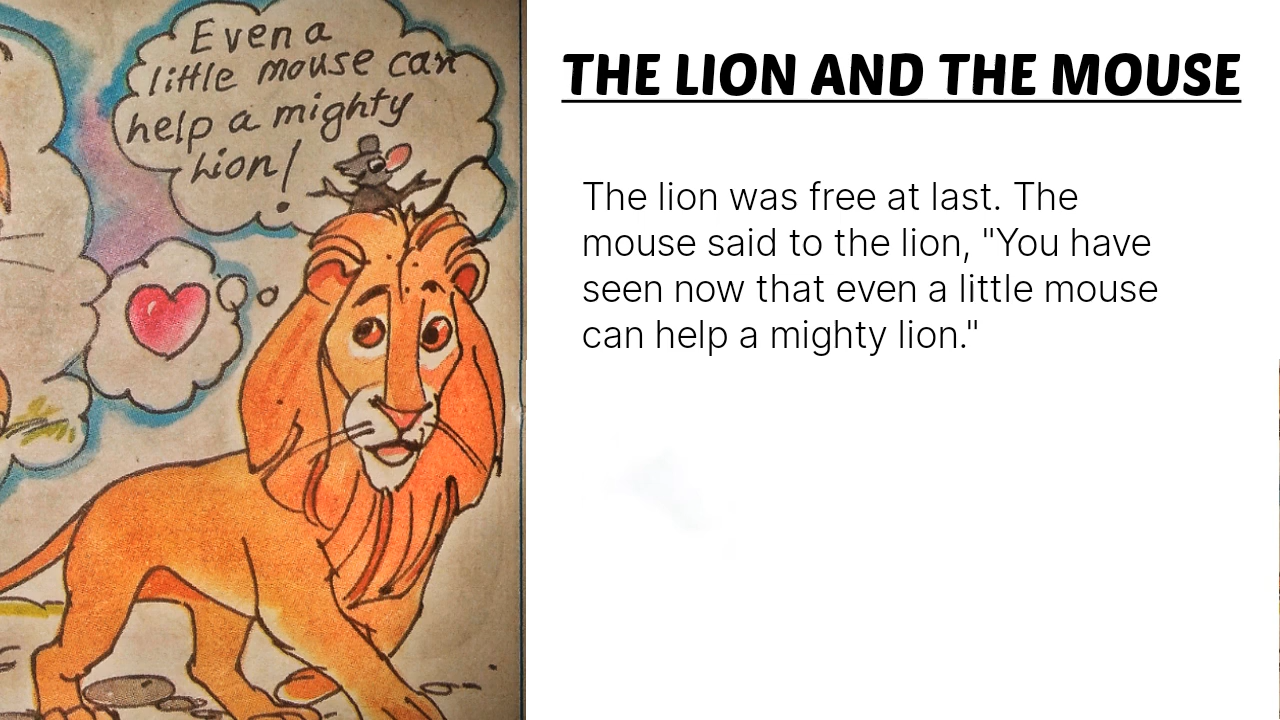 Even a
little mouse can
help a mighty
Lion!
THE LION AND THE MOUSE
The lion was free at last. The
mouse said to the lion, "You have
seen now that even a little mouse
can help a mighty lion."